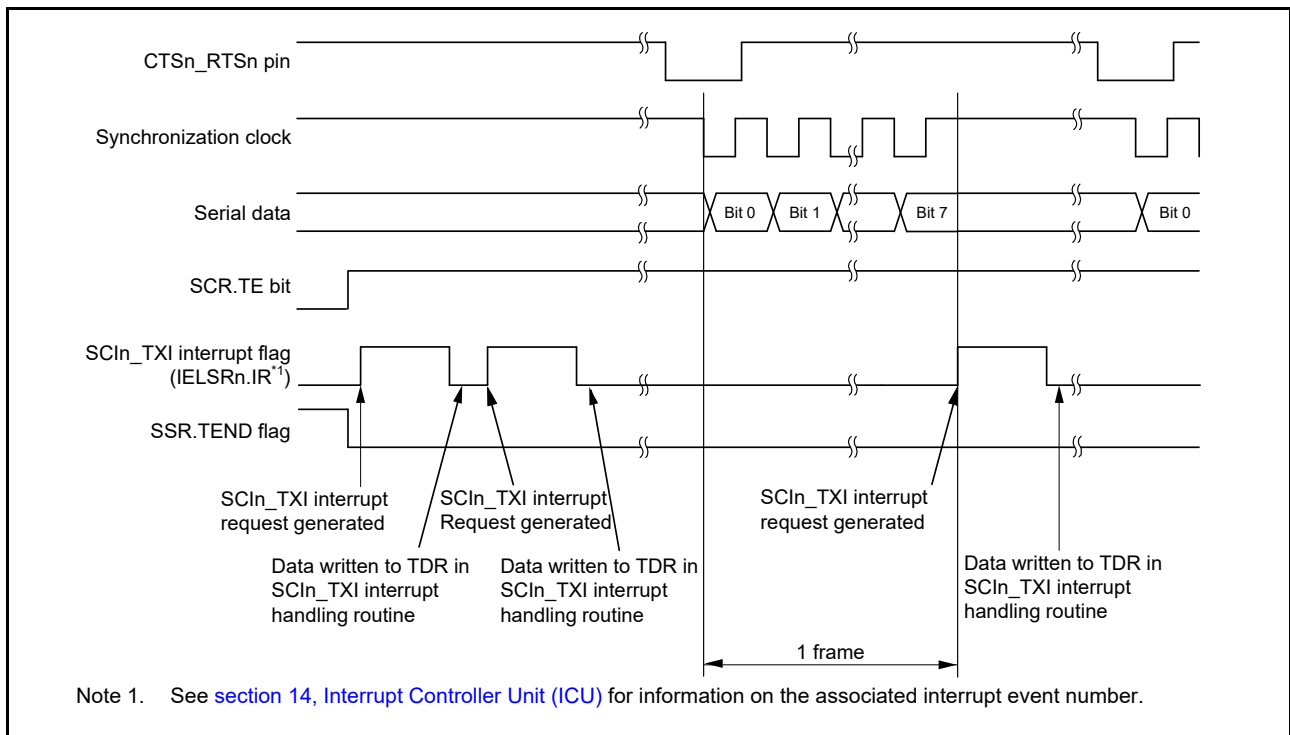 CTSn_RTSn pin
Synchronization clock
Serial data
Bit 0
Bit 1
Bit 7
Bit 0
SCR.TE bit
SCIn_TXI interrupt flag
(IELSRn.IR*1)
SSR.TEND flag
SCIn_TXI interrupt
request generated
SCIn_TXI interrupt
Request generated
SCIn_TXI interrupt
request generated
Data written to TDR in
SCIn_TXI interrupt
handling routine
Data written to TDR in
SCIn_TXI interrupt
handling routine
Data written to TDR in
SCIn_TXI interrupt
handling routine
1 frame
Note 1. See section 14, Interrupt Controller Unit (ICU) for information on the associated interrupt event number.